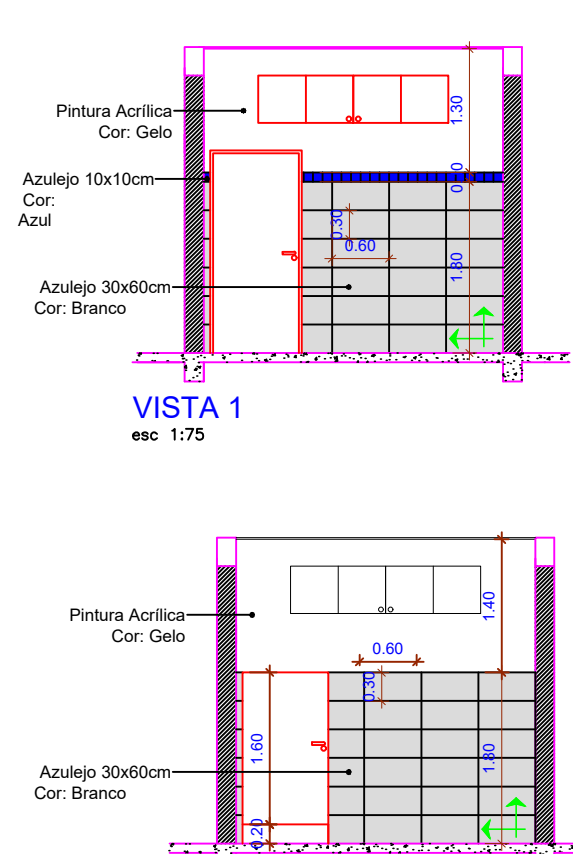 Pintura Acrílica
Cor: Gelo
1.30
Azulejo 10x10cm
Cor:
Azul
0.30
0.60
1.80
Azulejo 30x60cm
Cor: Branco
VISTA 1
esc 1:75
Pintura Acrílica
Cor: Gelo
1.40
0.60
0.30
1.60
1.80
Azulejo 30x60cm
Cor: Branco
0.20